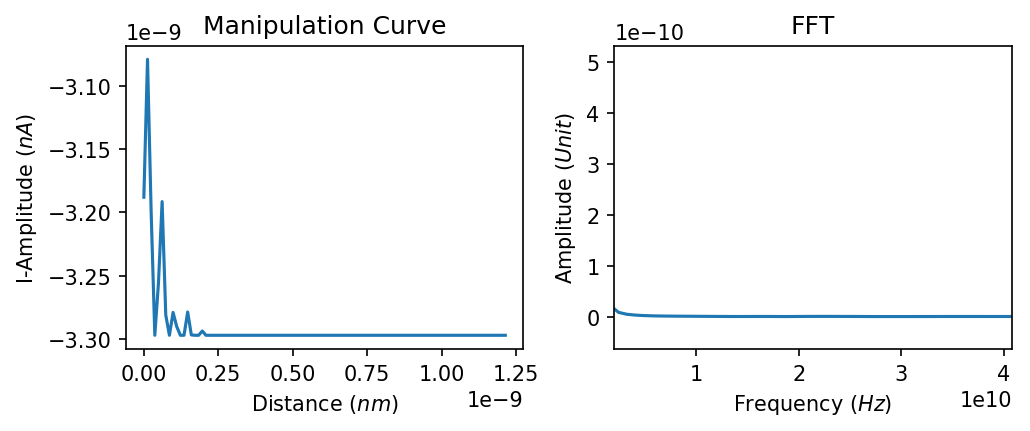 Manipulation Curve
1e−9
−3.10
−3.15
−3.20
−3.25
−3.30
I-Amplitude (nA)
0.00 0.25 0.50 0.75 1.00 1.25
1e−9
Distance (nm)
FFT
1e−10
5
4
3
2
1
0
Amplitude (Unit)
1 2 3 4
1e10
Frequency (Hz)